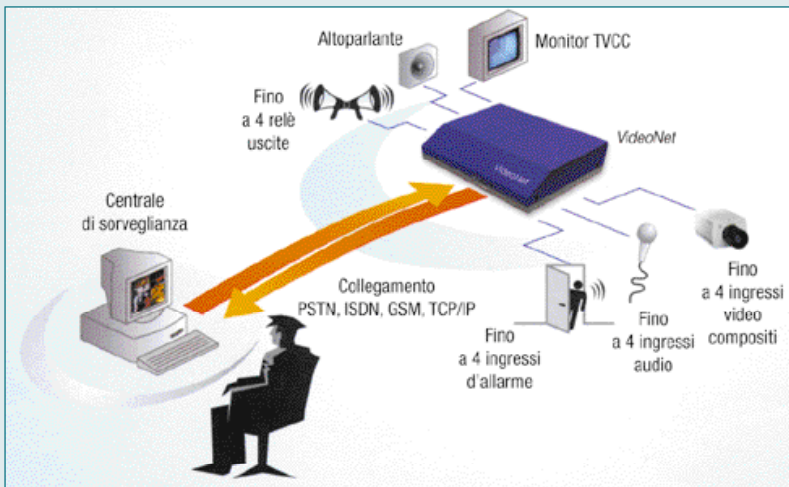 Altoparlante
Monitor TVCC
Fino
a 4 relè
uscite
VideoNet
VideoNet
Centrale
di sorveglianza
Collegamento
PSTN, ISDN, GSM, TCP/IP
Fino
a 4 ingressi
d'allarme
Fino
a 4 ingressi
audio
Fino
a 4 ingressi
video
compositi